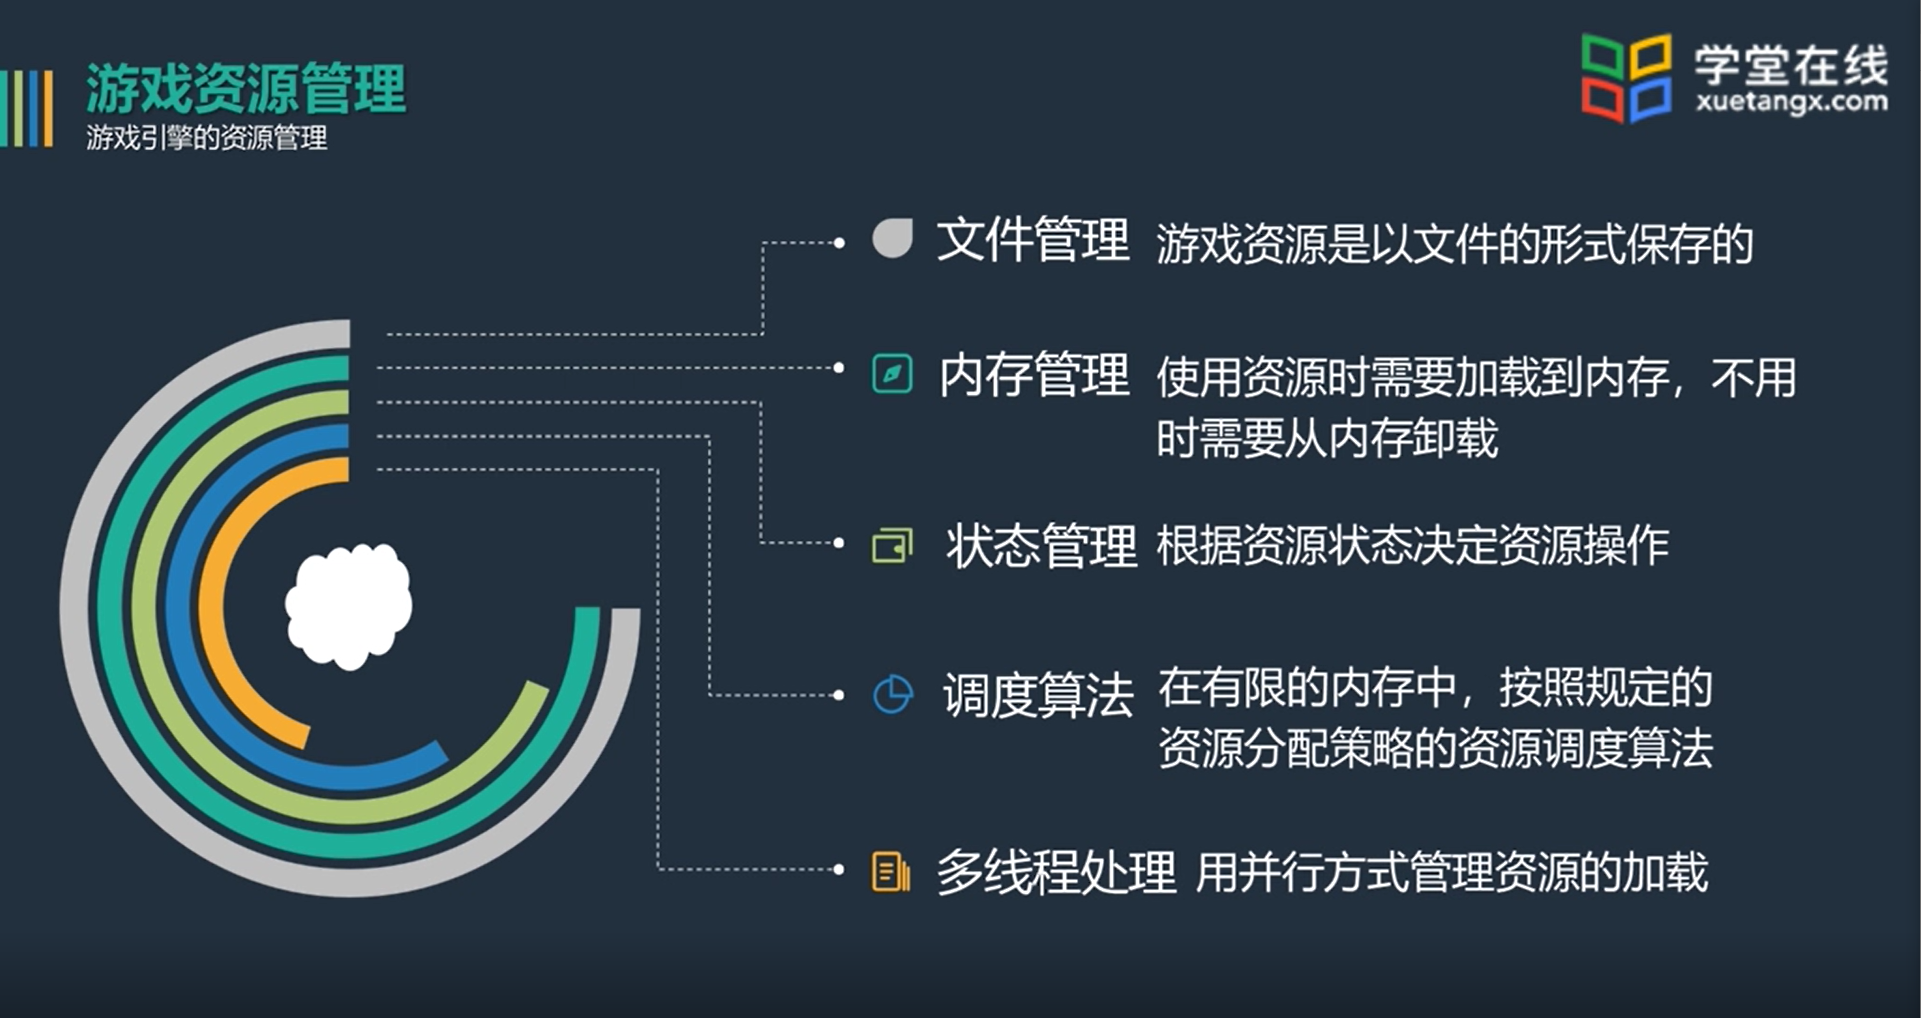 游戏资源管理
游戏引擎的资源管理
学堂在线
xuetangx.com
文件管理 游戏资源是以文件的形式保存的
内存管理 使用资源时需要加载到内存，不用
时需要从内存卸载
状态管理 根据资源状态决定资源操作
调度算法 在有限的内存中，按照规定的
资源分配策略的资源调度算法
多线程处理 用并行方式管理资源的加载